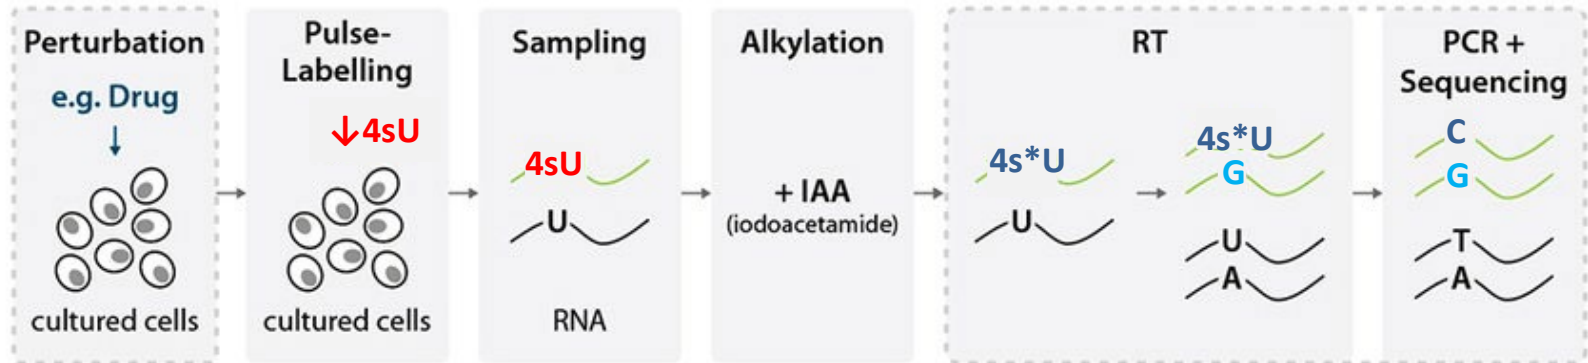 Perturbation
e.g. Drug
↓
cultured cells
Pulse-
Labelling
↓4sU
cultured cells
Sampling
4sU
U
RNA
Alkylation
+ IAA
(iodoacetamide)
RT
4s*U
U
4s*U
G
U
A
PCR +
Sequencing
C
G
T
A